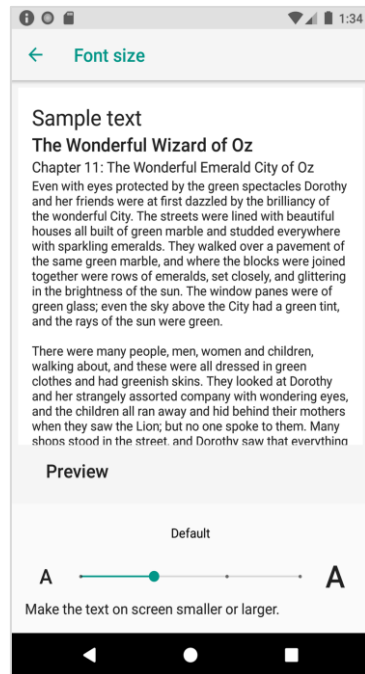 1:34
Font size
Sample text
The Wonderful Wizard of Oz
Chapter 11: The Wonderful Emerald City of Oz
Even with eyes protected by the green spectacles Dorothy
and her friends were at first dazzled by the brilliancy of
the wonderful City. The streets were lined with beautiful
houses all built of green marble and studded everywhere
with sparkling emeralds. They walked over a pavement of
the same green marble, and where the blocks were joined
together were rows of emeralds, set closely, and glittering
in the brightness of the sun. The window panes were of
green glass; even the sky above the City had a green tint,
and the rays of the sun were green.
There were many people, men, women and children,
walking about, and these were all dressed in green
clothes and had greenish skins. They looked at Dorothy
and her strangely assorted company with wondering eyes,
and the children all ran away and hid behind their mothers
when they saw the Lion; but no one spoke to them. Many
shops stood in the street, and Dorothy saw that everything
Preview
Default
A A
Make the text on screen smaller or larger.